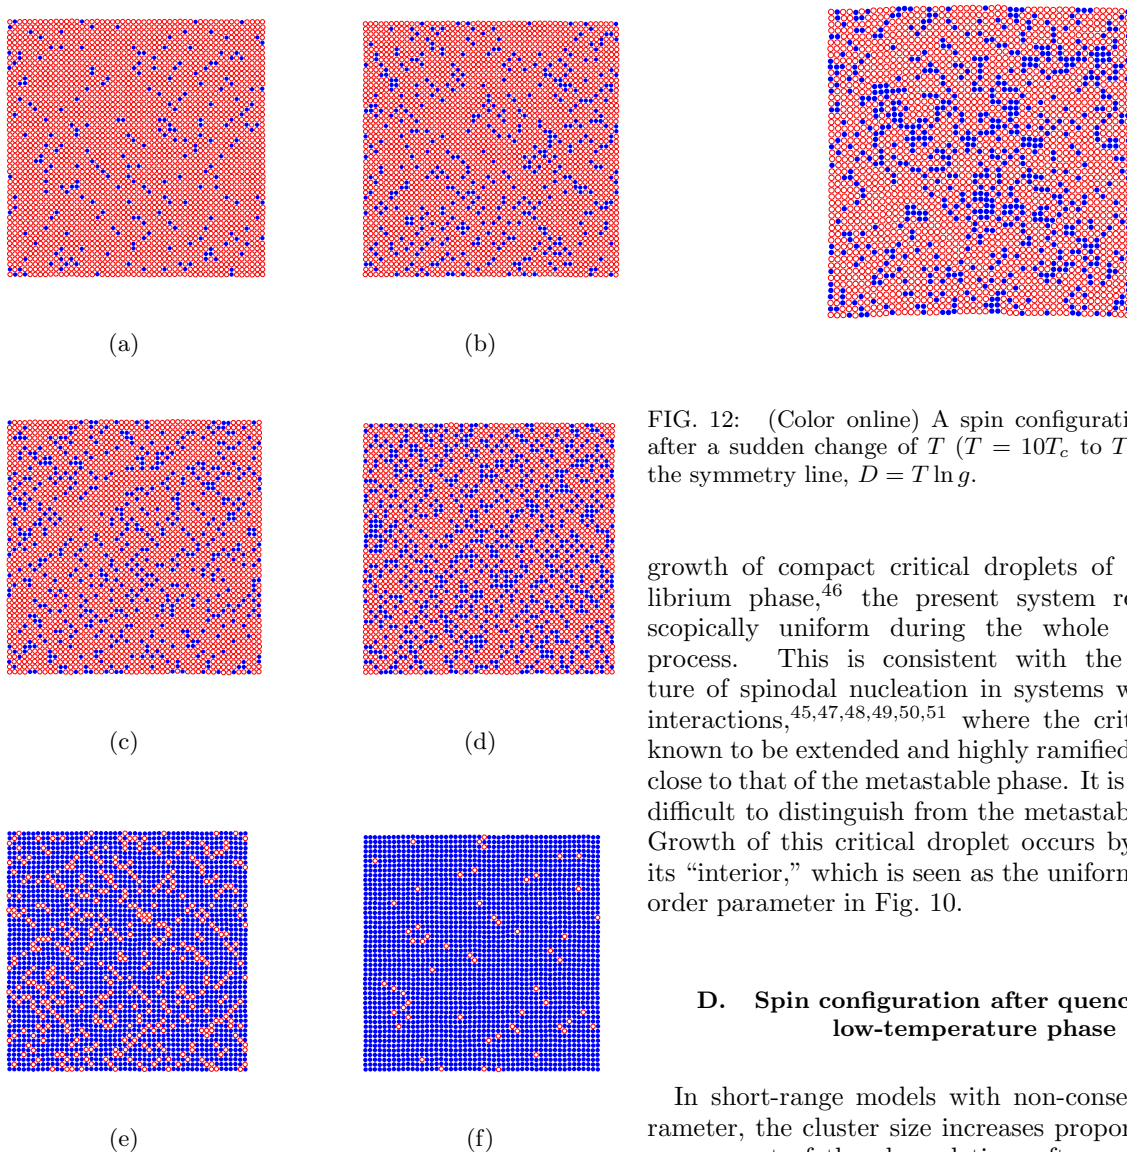 (a)
(b)
(c)
(d)
(e)
(f)
FIG. 12: (Color online) A spin configurati
after a sudden change of T (T = 10Tc to T
the symmetry line, D = T ln g.
growth of compact critical droplets of
librium phase,46 the present system re
scopically uniform during the whole
process. This is consistent with the
ture of spinodal nucleation in systems w
interactions,45,47,48,49,50,51 where the crit
known to be extended and highly ramified
close to that of the metastable phase. It is
difficult to distinguish from the metastab
Growth of this critical droplet occurs by
its “interior,” which is seen as the uniform
order parameter in Fig. 10.
D. Spin configuration after quenc
low-temperature phase
In short-range models with non-conse
rameter, the cluster size increases propor